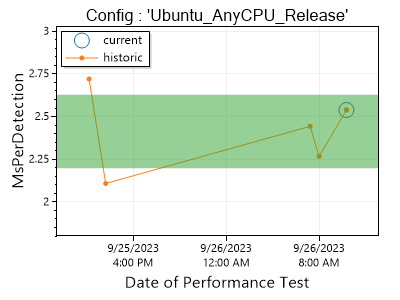 Config : 'Ubuntu_AnyCPU_Release'
current
historic
MsPerDetection
3
2.75
2.5
2.25
2
9/25/2023 9/26/2023 9/26/2023
4:00 PM 12:00 AM 8:00 AM
Date of Performance Test